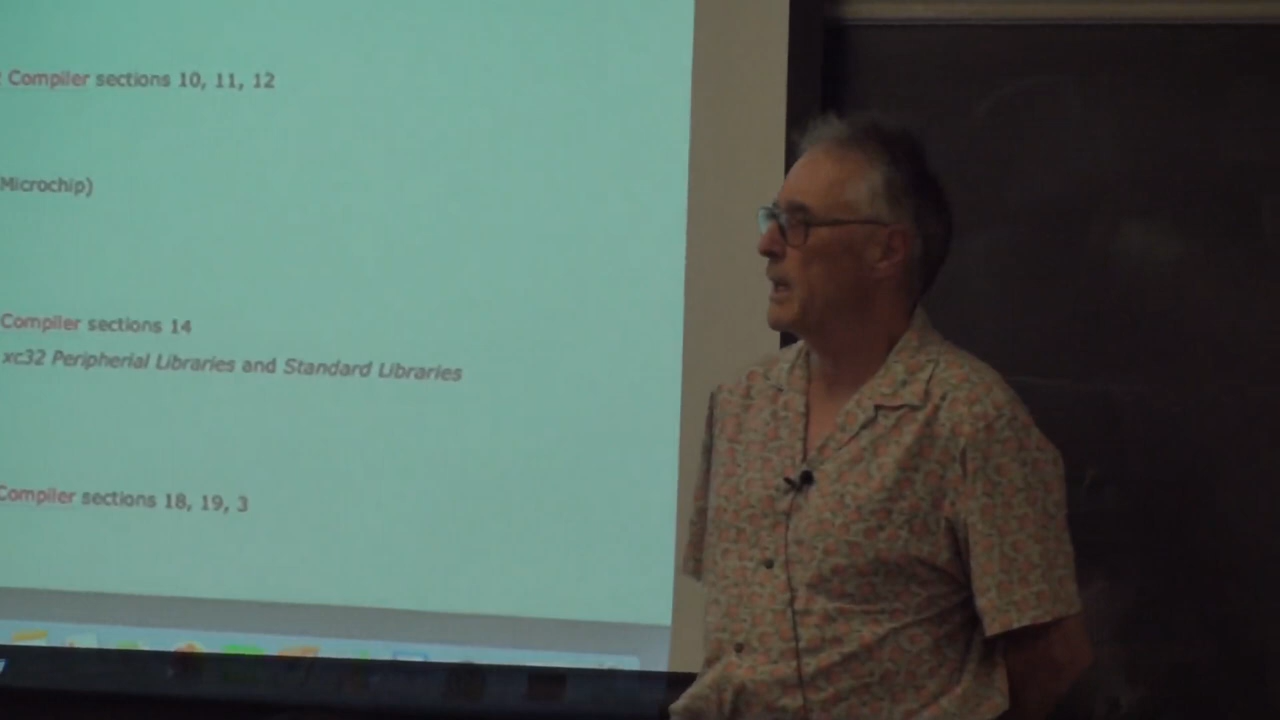 Compiler sections 10, 11, 12
Microchip)
Compiler sections 14
xc32 Peripherial Libraries and Standard Libraries
Compiler sections 18, 19, 3